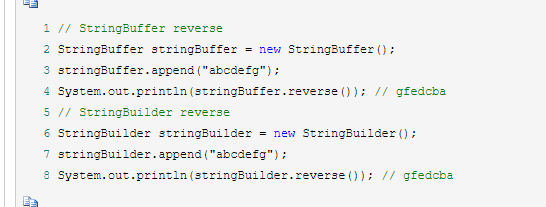 1 // StringBuffer reverse
2 StringBuffer stringBuffer = new StringBuffer();
3 stringBuffer.append("abcdefg");
4 System.out.println(stringBuffer.reverse()); // gfedcba
5 // StringBuilder reverse
6 StringBuilder stringBuilder = new StringBuilder();
7 stringBuilder.append("abcdefg");
8 System.out.println(stringBuilder.reverse()); // gfedcba